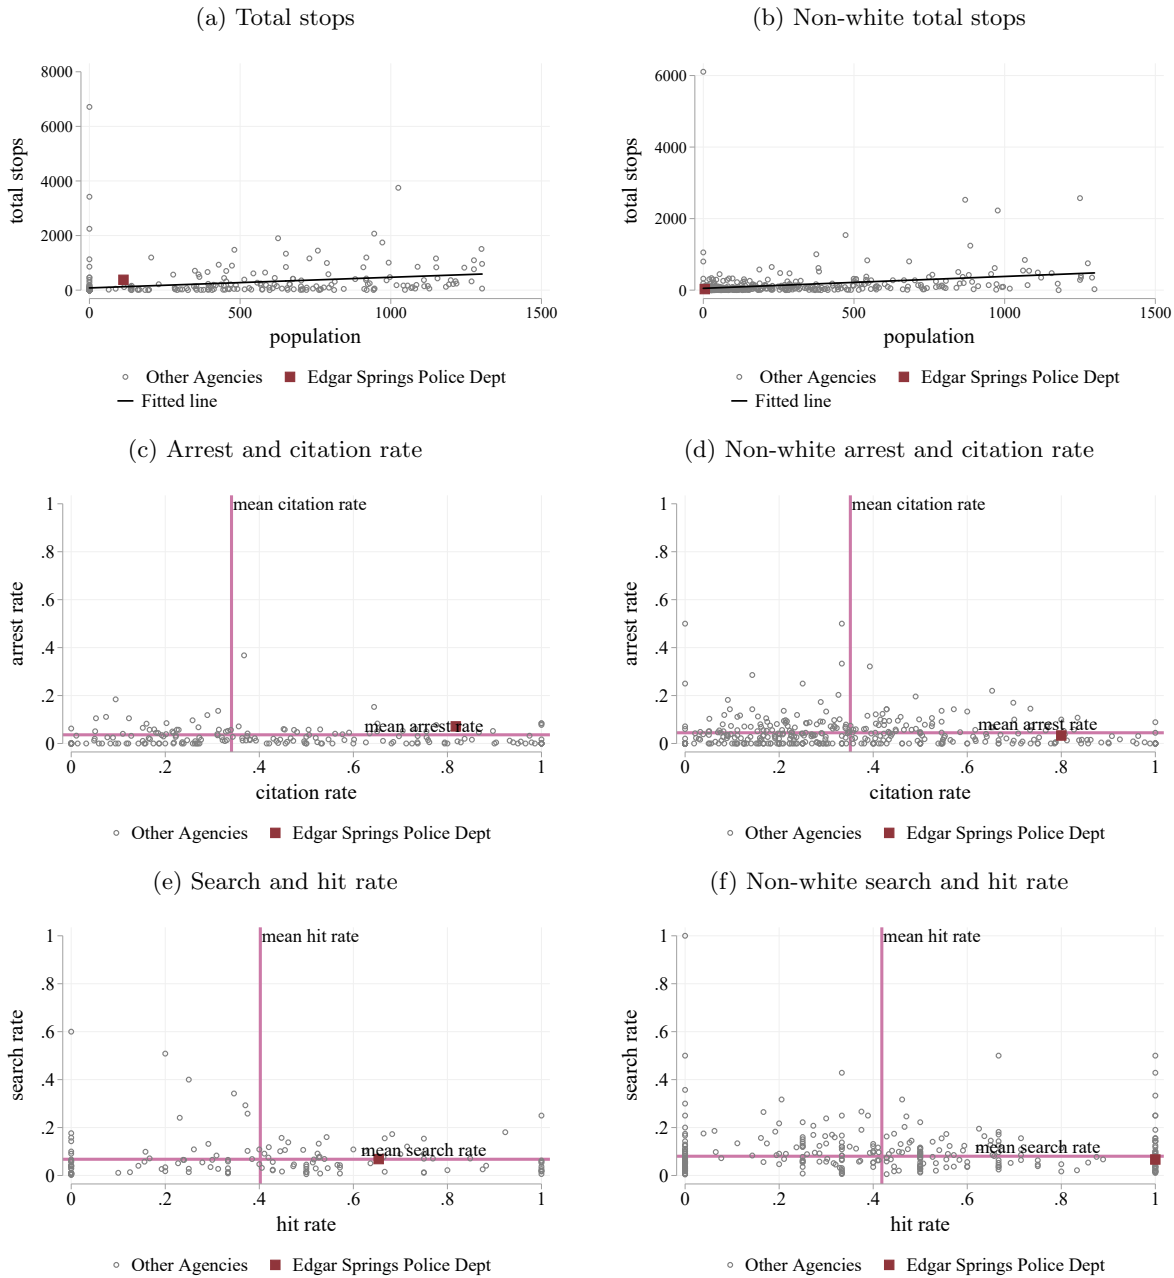 (a) Total stops
(b) Non-white total stops
8000
6000
4000
2000
0
total stops
0 500 1000 1500
population
Other Agencies Edgar Springs Police Dept
Fitted line
6000
4000
2000
0
total stops
0 500 1000 1500
population
Other Agencies Edgar Springs Police Dept
Fitted line
(c) Arrest and citation rate
(d) Non-white arrest and citation rate
1
.8
.6
.4
.2
0
arrest rate
mean citation rate
mean arrest rate
0 .2 .4 .6 .8 1
citation rate
Other Agencies Edgar Springs Police Dept
1
.8
.6
.4
.2
0
arrest rate
mean citation rate
mean arrest rate
0 .2 .4 .6 .8 1
citation rate
Other Agencies Edgar Springs Police Dept
(e) Search and hit rate
(f) Non-white search and hit rate
1
.8
.6
.4
.2
0
search rate
mean hit rate
mean search rate
0 .2 .4 .6 .8 1
hit rate
Other Agencies Edgar Springs Police Dept
1
.8
.6
.4
.2
0
search rate
mean hit rate
mean search rate
0 .2 .4 .6 .8 1
hit rate
Other Agencies Edgar Springs Police Dept